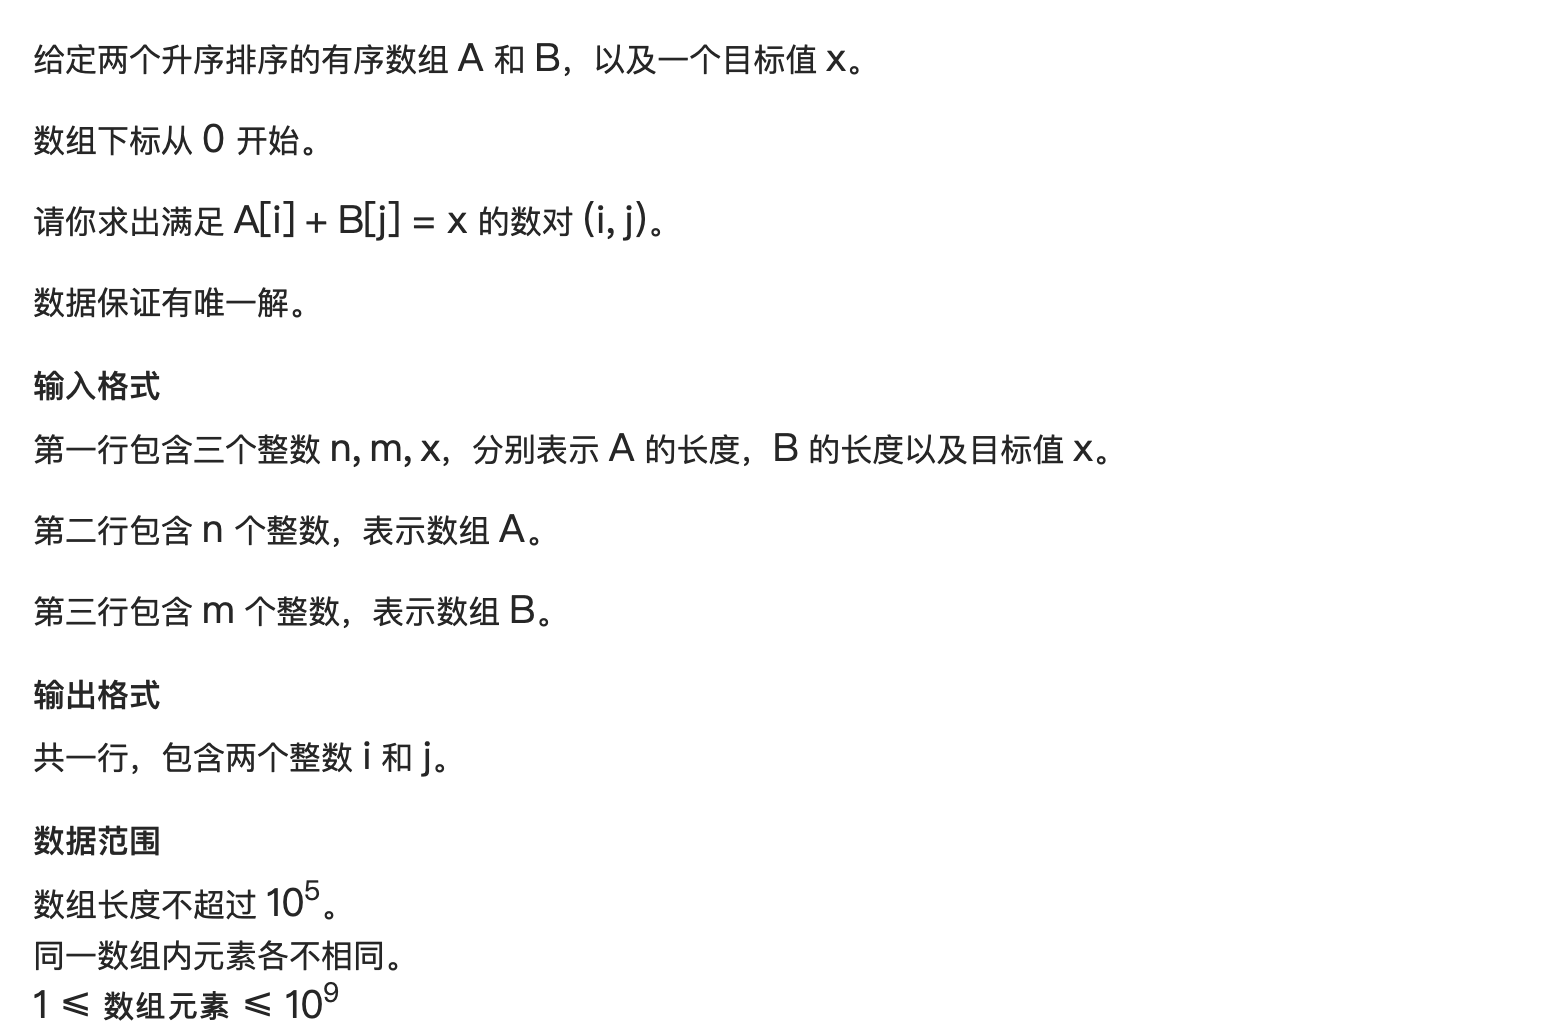 给定两个升序排序的有序数组 A 和 B，以及一个目标值 x。
数组下标从 0 开始。
请你求出满足 A[i] + B[j] = x 的数对 (i, j)。
数据保证有唯一解。
输入格式
第一行包含三个整数 n, m, x，分别表示 A 的长度，B 的长度以及目标值 x。
第二行包含 n 个整数，表示数组 A。
第三行包含 m 个整数，表示数组 B。
输出格式
共一行，包含两个整数 i 和 j。
数据范围
数组长度不超过 10⁵。
同一数组内元素各不相同。
1 ⩽ 数组元素 ⩽ 10⁹